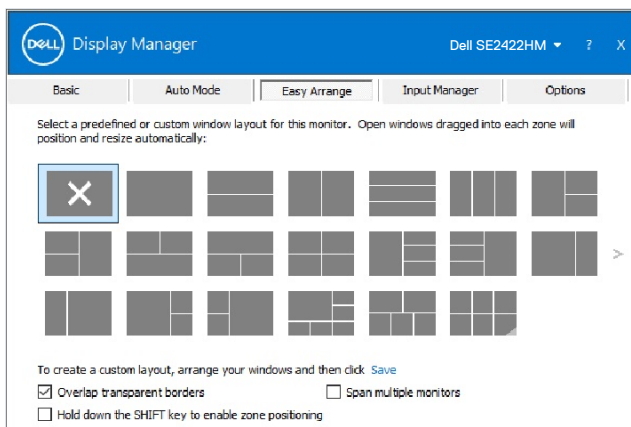 DELL Display Manager Dell SE2422HM ? X
Basic Auto Mode Easy Arrange Input Manager Options
Select a predefined or custom window layout for this monitor. Open windows dragged into each zone will
position and resize automatically:
>
To create a custom layout, arrange your windows and then click Save
Overlap transparent borders Span multiple monitors
Hold down the SHIFT key to enable zone positioning